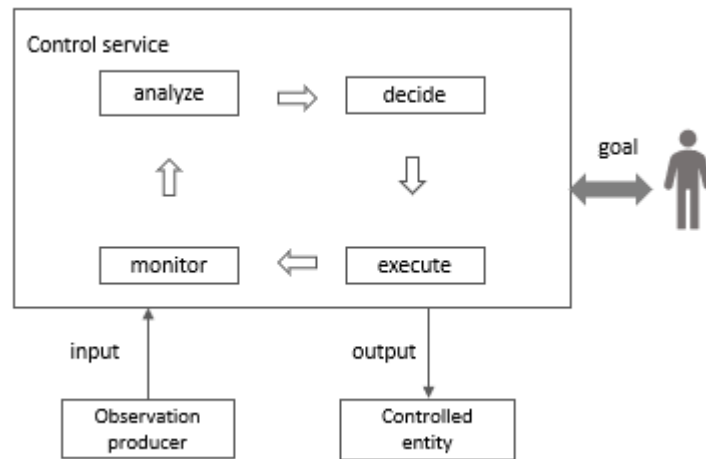 Control service
analyze
decide
goal
monitor
execute
input
output
Observation
producer
Controlled
entity